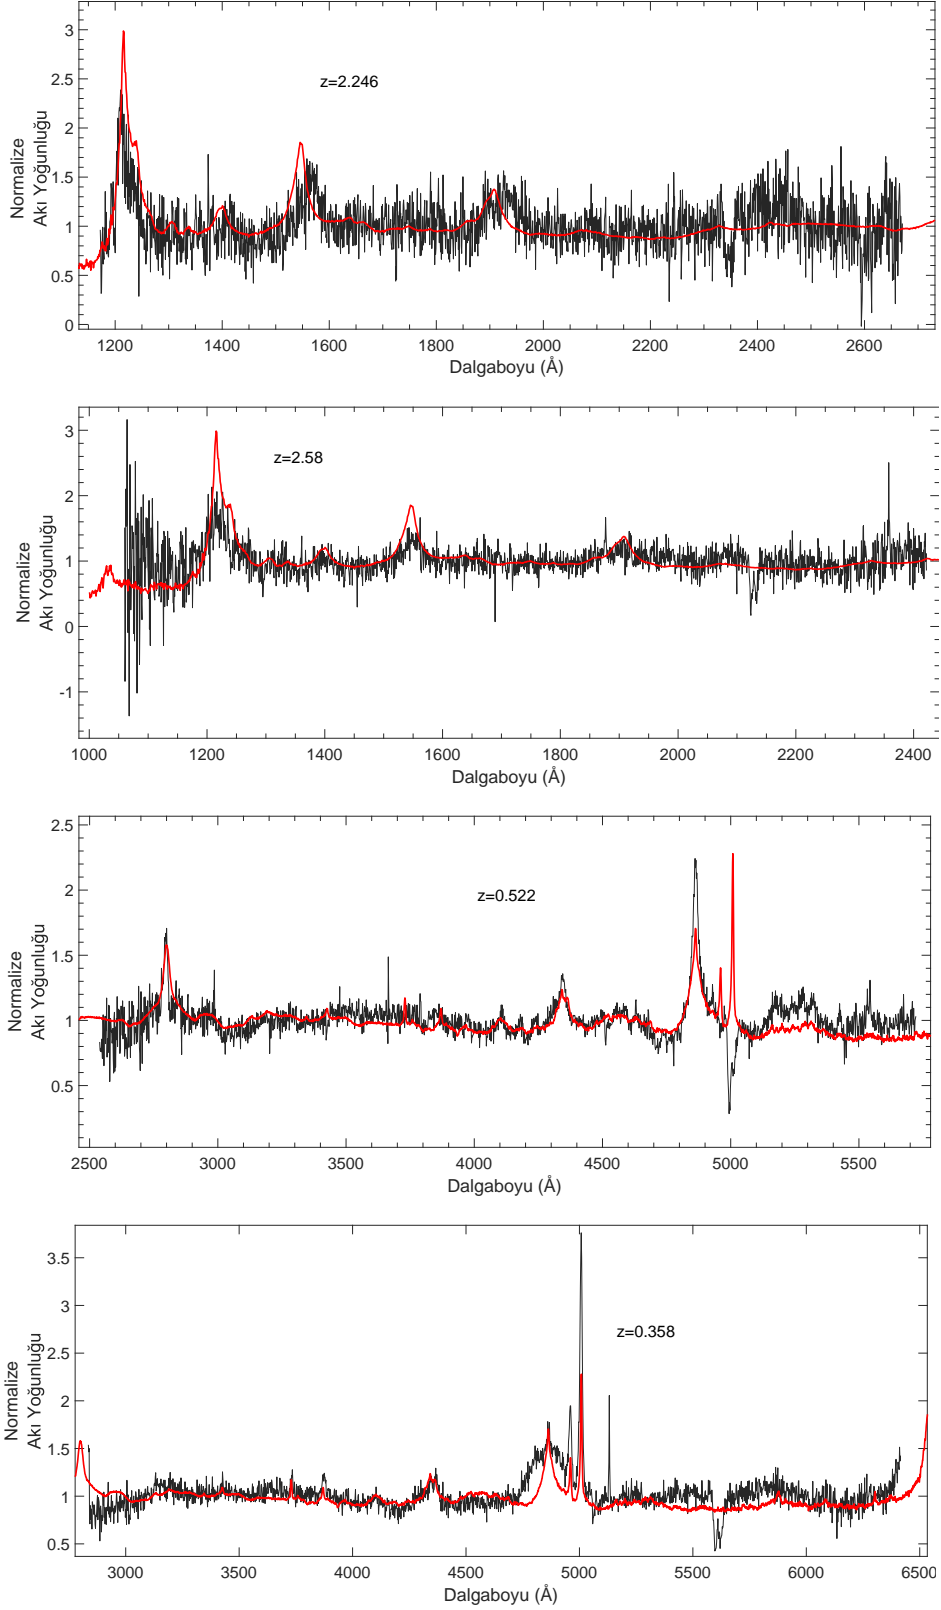 3
2.5
2
1.5
1
0.5
0
z=2.246
Normalize
Akı Yoğunluğu
1200 1400 1600 1800 2000 2200 2400 2600
Dalgaboyu (Å)
3
2
1
0
-1
z=2.58
Normalize
Akı Yoğunluğu
1000 1200 1400 1600 1800 2000 2200 2400
Dalgaboyu (Å)
2.5
2
1.5
1
0.5
z=0.522
Normalize
Akı Yoğunluğu
2500 3000 3500 4000 4500 5000 5500
Dalgaboyu (Å)
3.5
3
2.5
2
1.5
1
0.5
z=0.358
Normalize
Akı Yoğunluğu
3000 3500 4000 4500 5000 5500 6000 6500
Dalgaboyu (Å)